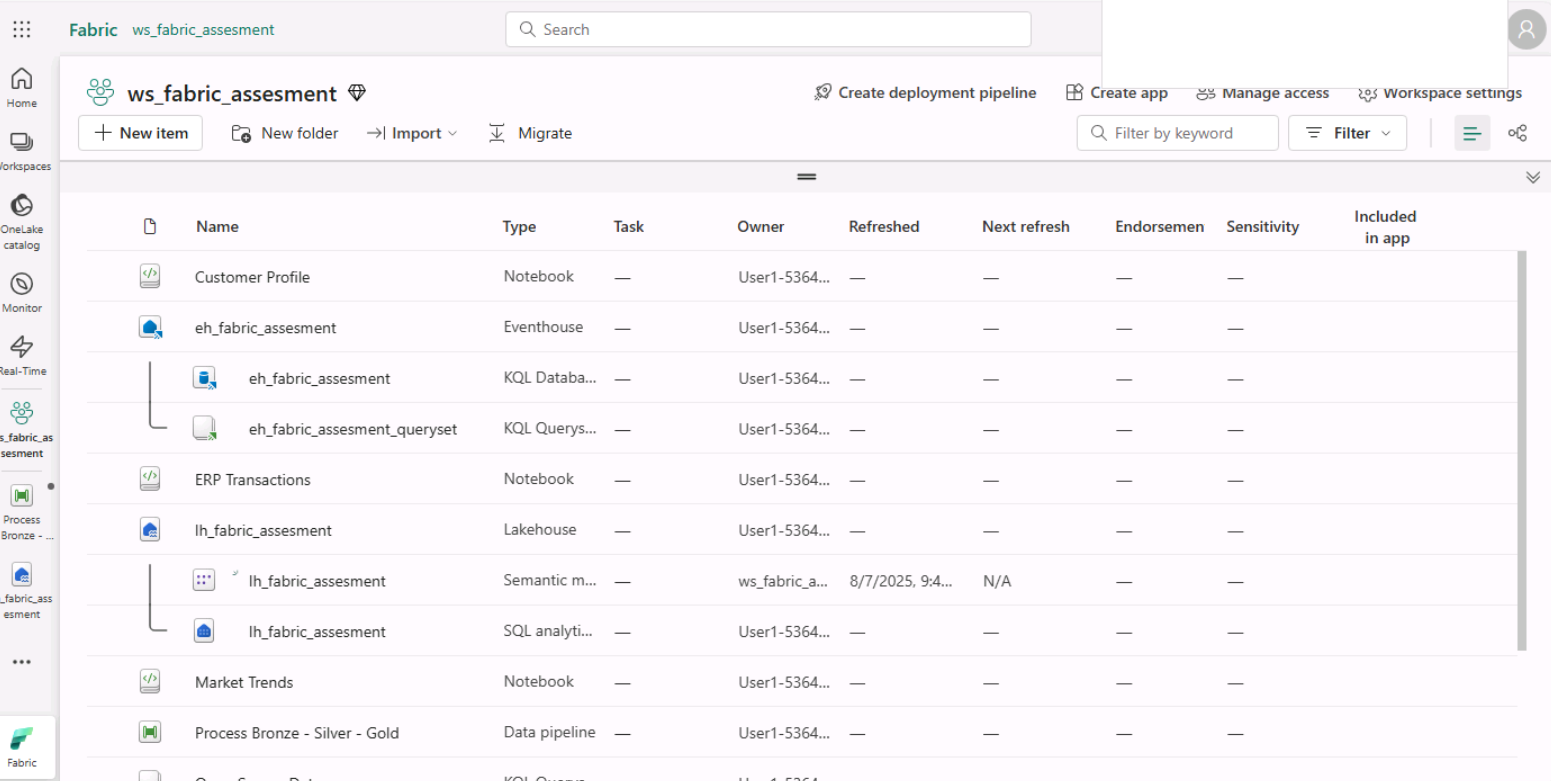 Fabric ws_fabric_assesment
Search
ws_fabric_assesment
Create deployment pipeline Create app Manage access Workspace settings
New item New folder Import Migrate
Filter by keyword Filter
Home
Workspaces
OneLake
catalog
Monitor
Real-Time
s_fabric_as
sesment
Process
Bronze - ...
_fabric_ass
esment
Fabric
Name Type Task Owner Refreshed Next refresh Endorsemen Sensitivity Included
in app
Customer Profile Notebook — User1-5364... — — — —
eh_fabric_assesment Eventhouse — User1-5364... — — — —
eh_fabric_assesment KQL Databa... — User1-5364... — — — —
eh_fabric_assesment_queryset KQL Querys... — User1-5364... — — — —
ERP Transactions Notebook — User1-5364... — — — —
lh_fabric_assesment Lakehouse — User1-5364... — — — —
lh_fabric_assesment Semantic m... — ws_fabric_a... 8/7/2025, 9:4... N/A — —
lh_fabric_assesment SQL analyti... — User1-5364... — — — —
Market Trends Notebook — User1-5364... — — — —
Process Bronze - Silver - Gold Data pipeline — User1-5364... — — — —